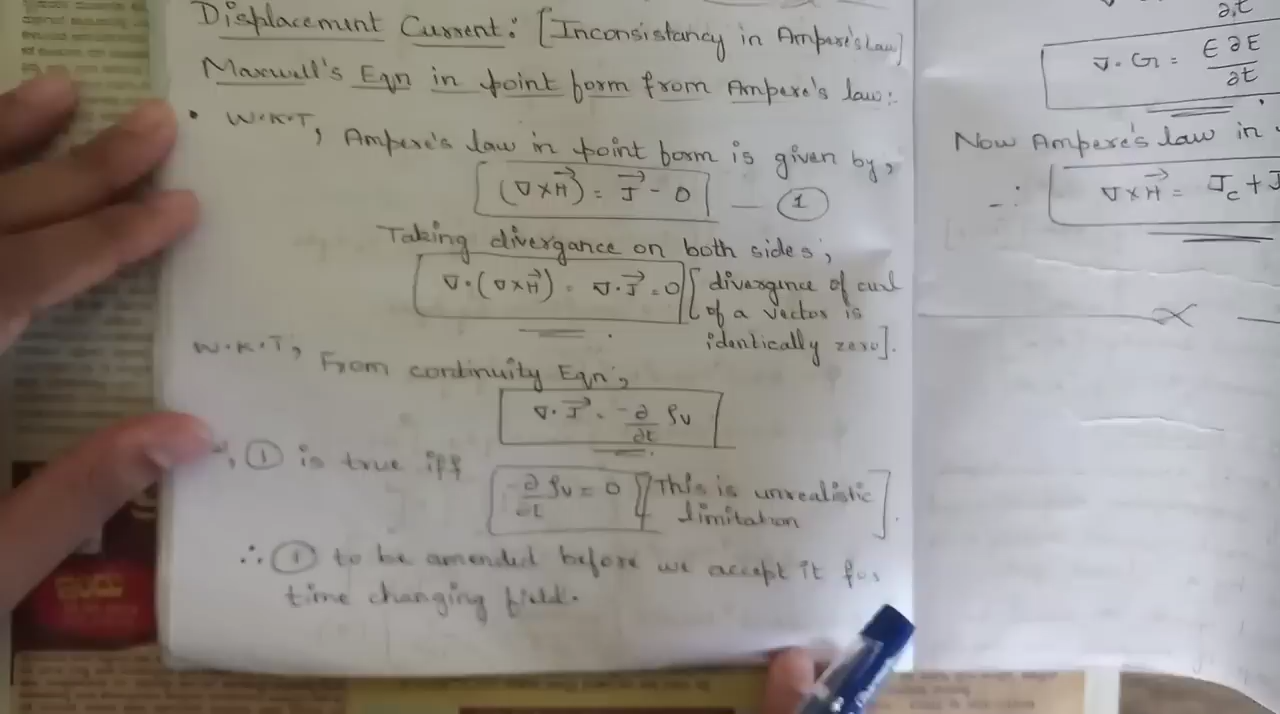 Displacement Current: [Inconsistancy in Ampere's Law]
Maxwell's Eqn in point form from Ampere's law:-
• W.K.T, Ampere's law in point form is given by,
(∇×H⃗) = J⃗ - 0 — ①
Taking divergance on both sides,
∇·(∇×H⃗) = ∇·J⃗ = 0 [divergince of curl
of a vector is
identically zero].
W.K.T, From continuity Eqn,
∇·J⃗ = -∂/∂t ρv
∴, ① is true iff
-∂/∂t ρv = 0 [This is unrealistic
limitation].
∴ ① to be amended before we accept it for
time changing field.
∂t
∇·G = ε∂E/∂t
Now Ampere's law in
∴ ∇×H⃗ = Jc + J